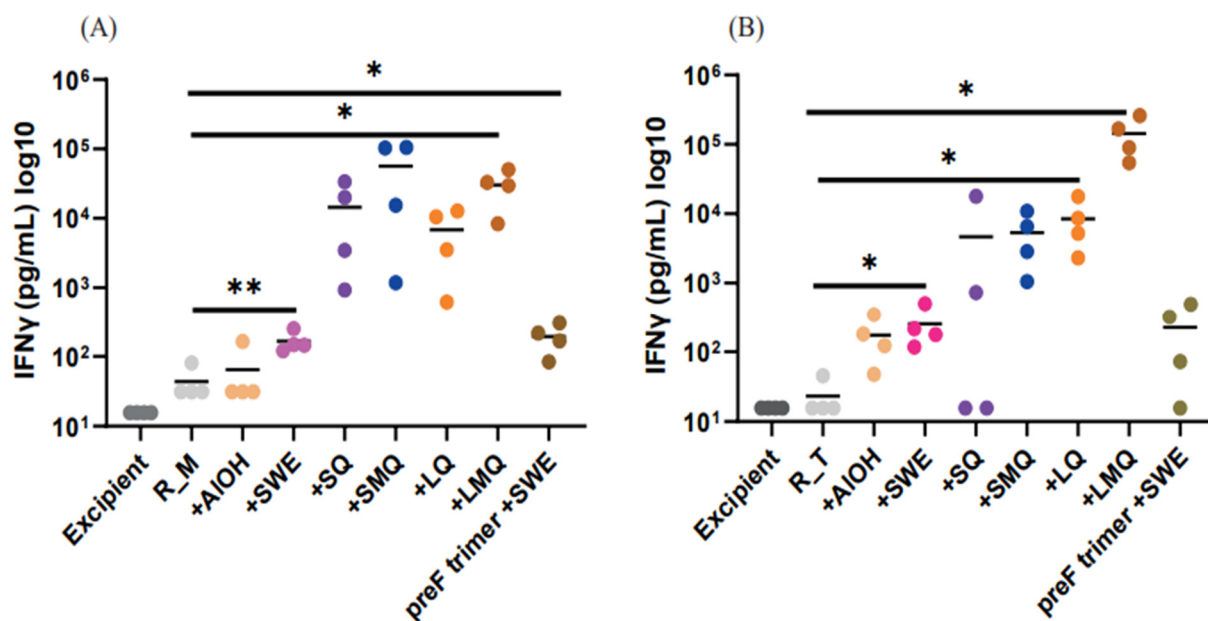 (A)
IFNγ (pg/mL) log10
10⁶
10⁵
10⁴
10³
10²
10¹
*
*
**
Excipient
R_M
+AlOH
+SWE
+SQ
+SMQ
+LQ
+LMQ
preF trimer +SWE
(B)
IFNγ (pg/mL) log10
10⁶
10⁵
10⁴
10³
10²
10¹
*
*
*
Excipient
R_T
+AlOH
+SWE
+SQ
+SMQ
+LQ
+LMQ
preF trimer +SWE